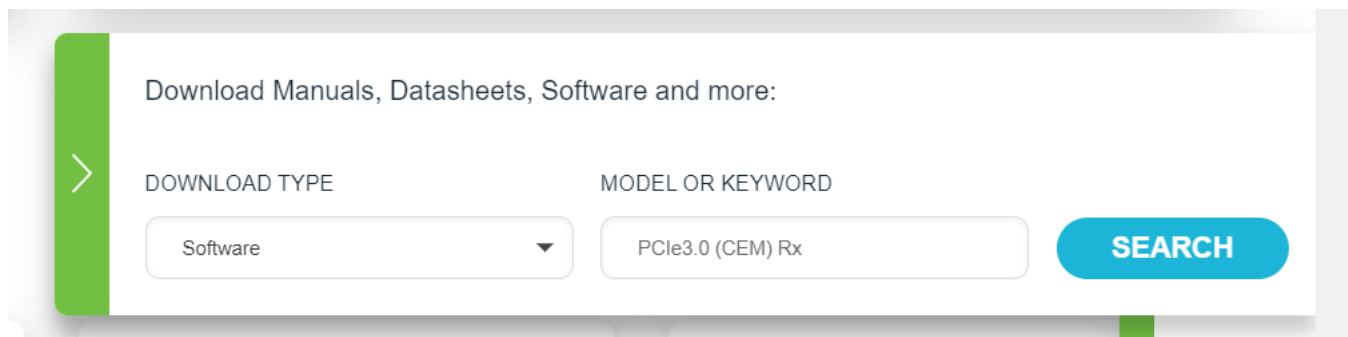 Download Manuals, Datasheets, Software and more:
DOWNLOAD TYPE
MODEL OR KEYWORD
Software
PCIe3.0 (CEM) Rx
SEARCH